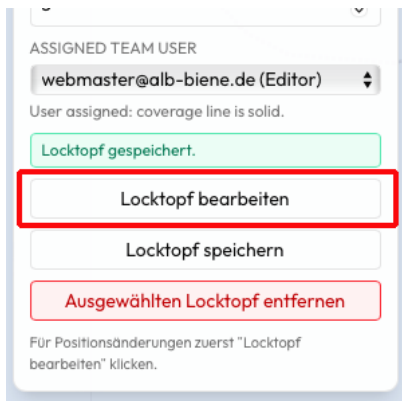 ASSIGNED TEAM USER
webmaster@alb-biene.de (Editor)
User assigned: coverage line is solid.
Locktopf gespeichert.
Locktopf bearbeiten
Locktopf speichern
Ausgewählten Locktopf entfernen
Für Positionsänderungen zuerst "Locktopf
bearbeiten" klicken.